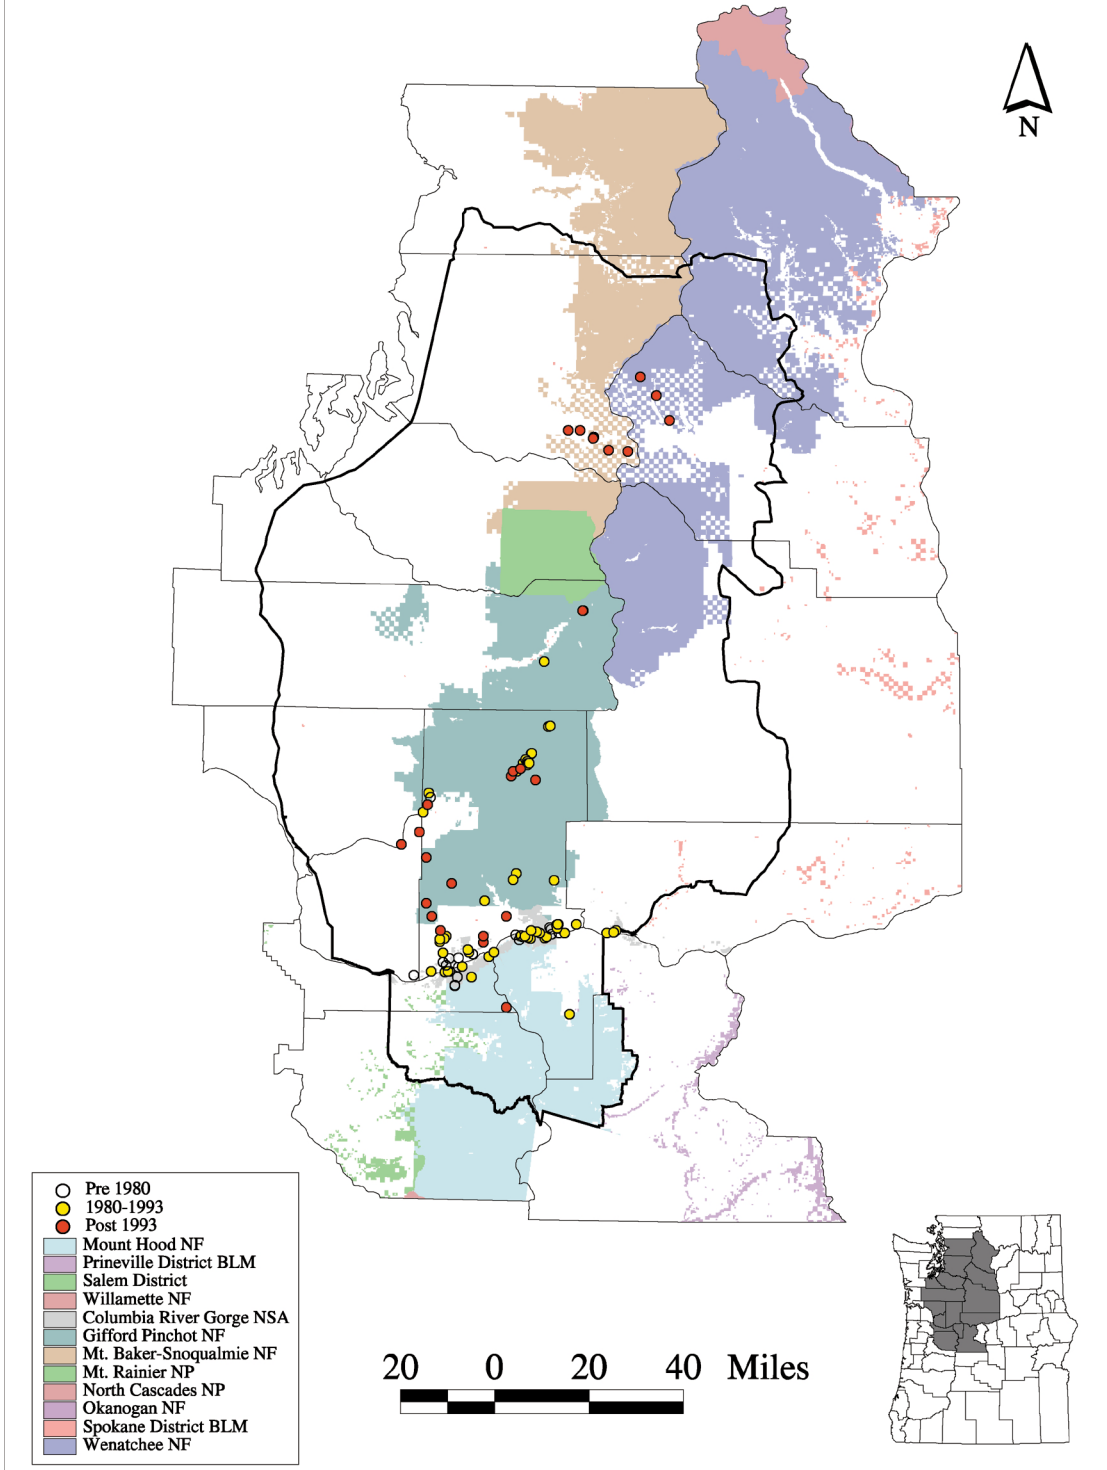 N
Pre 1980
1980-1993
Post 1993
Mount Hood NF
Prineville District BLM
Salem District
Willamette NF
Columbia River Gorge NSA
Gifford Pinchot NF
Mt. Baker-Snoqualmie NF
Mt. Rainier NP
North Cascades NP
Okanogan NF
Spokane District BLM
Wenatchee NF
20 0 20 40 Miles